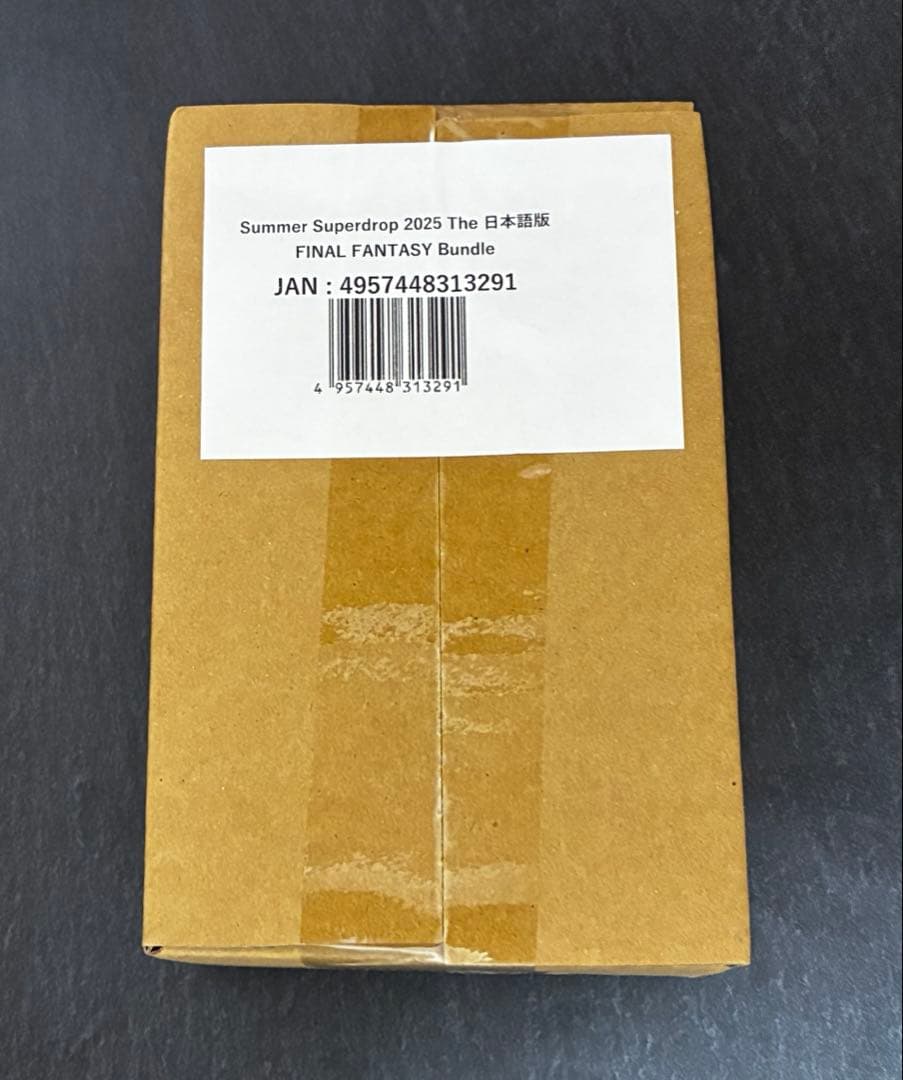 Summer Superdrop 2025 The 日本語版
FINAL FANTASY Bundle
JAN : 4957448313291
4 957448 313291